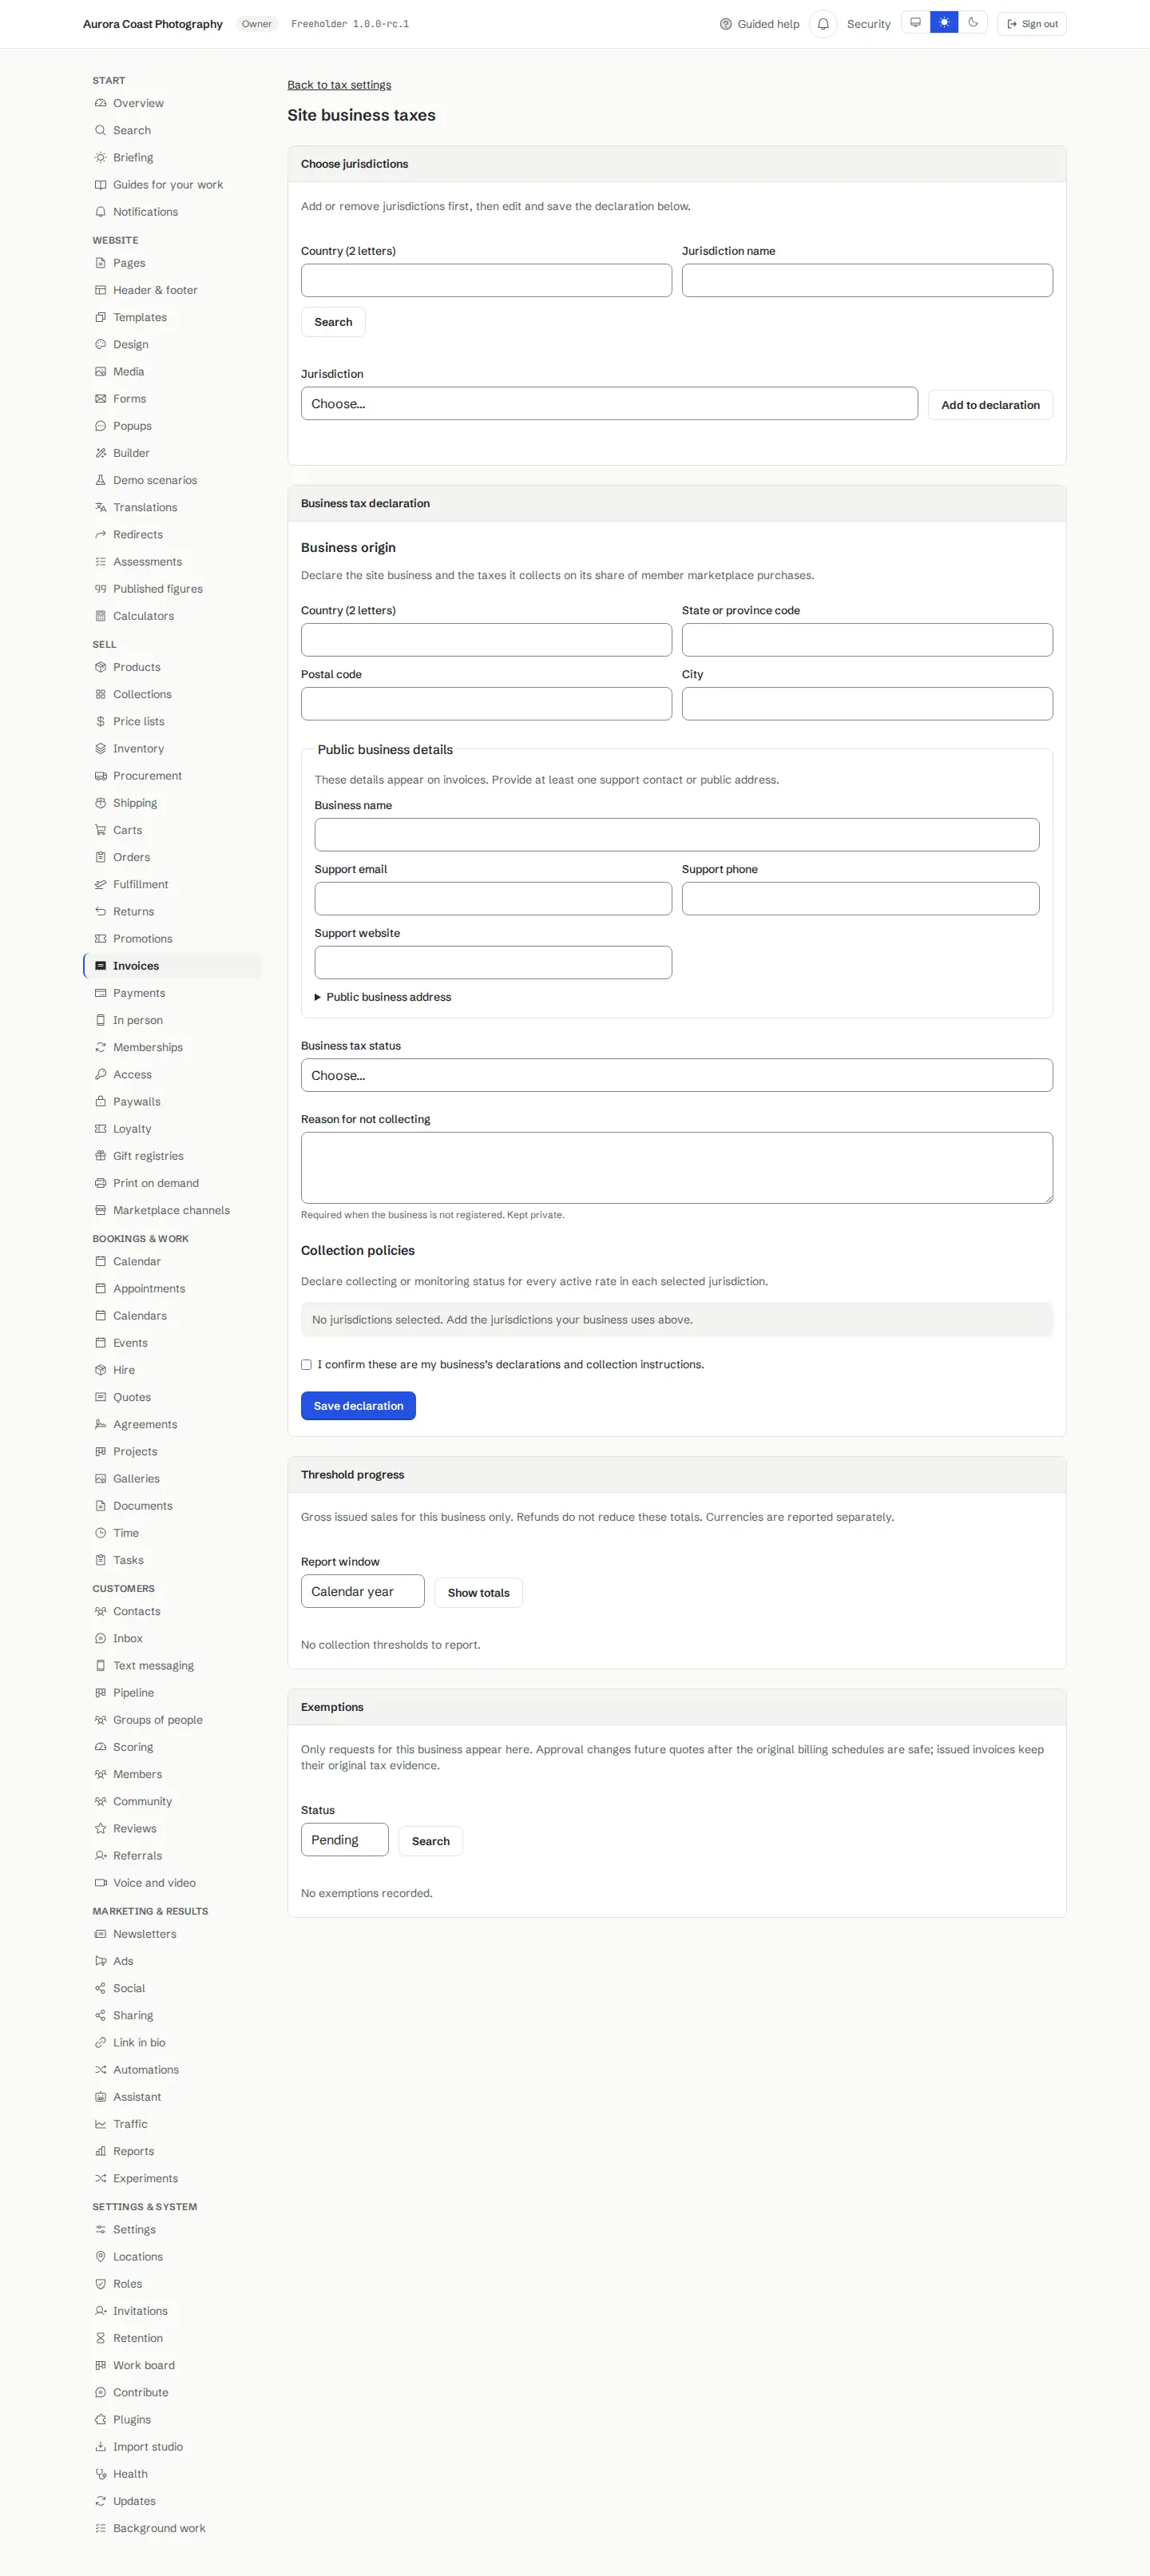 Aurora Coast Photography Owner Freeholder 1.0.0-rc.1 Guided help Security Sign out
START
Overview
Search
Briefing
Guides for your work
Notifications
WEBSITE
Pages
Header & footer
Templates
Design
Media
Forms
Popups
Builder
Demo scenarios
Translations
Redirects
Assessments
Published figures
Calculators
SELL
Products
Collections
Price lists
Inventory
Procurement
Shipping
Carts
Orders
Fulfillment
Returns
Promotions
Invoices
Payments
In person
Memberships
Access
Paywalls
Loyalty
Gift registries
Print on demand
Marketplace channels
BOOKINGS & WORK
Calendar
Appointments
Calendars
Events
Hire
Quotes
Agreements
Projects
Galleries
Documents
Time
Tasks
CUSTOMERS
Contacts
Inbox
Text messaging
Pipeline
Groups of people
Scoring
Members
Community
Reviews
Referrals
Voice and video
MARKETING & RESULTS
Newsletters
Ads
Social
Sharing
Link in bio
Automations
Assistant
Traffic
Reports
Experiments
SETTINGS & SYSTEM
Settings
Locations
Roles
Invitations
Retention
Work board
Contribute
Plugins
Import studio
Health
Updates
Background work
Back to tax settings
Site business taxes
Choose jurisdictions
Add or remove jurisdictions first, then edit and save the declaration below.
Country (2 letters) Jurisdiction name
Search
Jurisdiction
Choose... Add to declaration
Business tax declaration
Business origin
Declare the site business and the taxes it collects on its share of member marketplace purchases.
Country (2 letters) State or province code
Postal code City
Public business details
These details appear on invoices. Provide at least one support contact or public address.
Business name
Support email Support phone
Support website
Public business address
Business tax status
Choose...
Reason for not collecting
Required when the business is not registered. Kept private.
Collection policies
Declare collecting or monitoring status for every active rate in each selected jurisdiction.
No jurisdictions selected. Add the jurisdictions your business uses above.
I confirm these are my business's declarations and collection instructions.
Save declaration
Threshold progress
Gross issued sales for this business only. Refunds do not reduce these totals. Currencies are reported separately.
Report window
Calendar year Show totals
No collection thresholds to report.
Exemptions
Only requests for this business appear here. Approval changes future quotes after the original billing schedules are safe; issued invoices keep
their original tax evidence.
Status
Pending Search
No exemptions recorded.